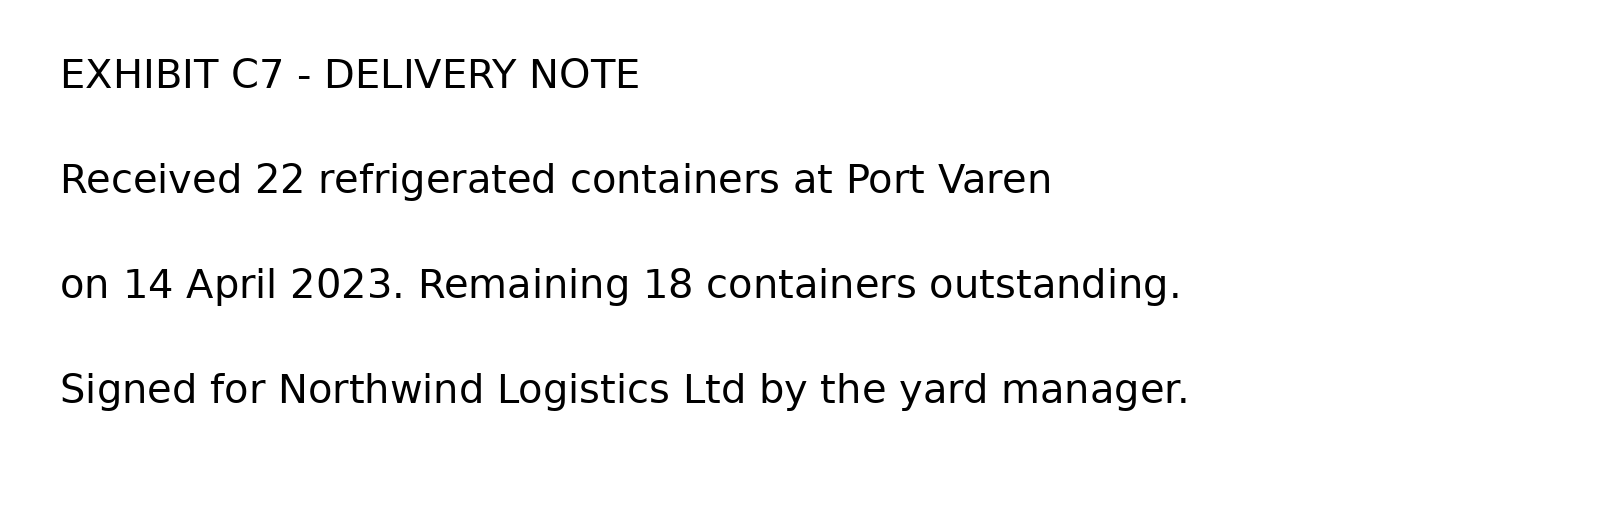 EXHIBIT C7 - DELIVERY NOTE
Received 22 refrigerated containers at Port Varen
on 14 April 2023. Remaining 18 containers outstanding.
Signed for Northwind Logistics Ltd by the yard manager.